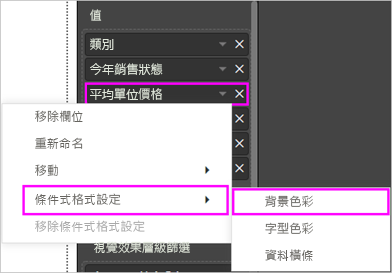 值
類別
今年銷售狀態
平均單位價格
移除欄位
重新命名
移動
條件式格式設定
移除條件式格式設定
背景色彩
字型色彩
資料橫條
視覺效果層級篩選